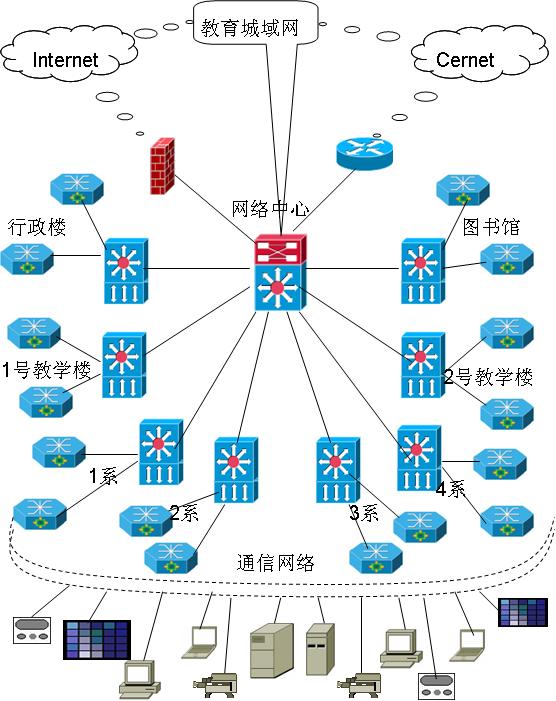 教育城域网
Internet
Cernet
网络中心
行政楼
图书馆
1号教学楼
2号教学楼
1系
2系
3系
4系
通信网络